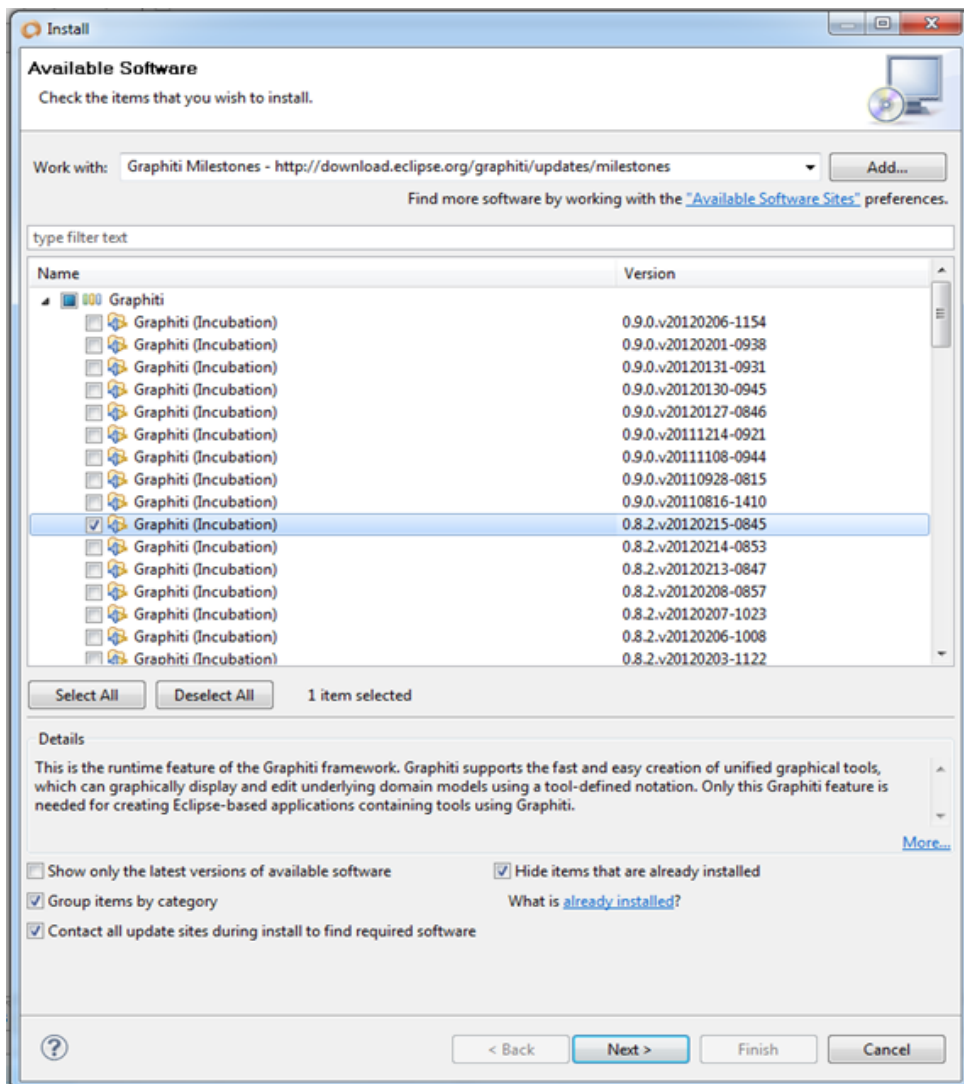 Install
Available Software
Check the items that you wish to install.
Work with: Graphiti Milestones - http://download.eclipse.org/graphiti/updates/milestones Add...
Find more software by working with the "Available Software Sites" preferences.
type filter text
Name Version
Graphiti
Graphiti (Incubation) 0.9.0.v20120206-1154
Graphiti (Incubation) 0.9.0.v20120201-0938
Graphiti (Incubation) 0.9.0.v20120131-0931
Graphiti (Incubation) 0.9.0.v20120130-0945
Graphiti (Incubation) 0.9.0.v20120127-0846
Graphiti (Incubation) 0.9.0.v20111214-0921
Graphiti (Incubation) 0.9.0.v20111108-0944
Graphiti (Incubation) 0.9.0.v20110928-0815
Graphiti (Incubation) 0.9.0.v20110816-1410
Graphiti (Incubation) 0.8.2.v20120215-0845
Graphiti (Incubation) 0.8.2.v20120214-0853
Graphiti (Incubation) 0.8.2.v20120213-0847
Graphiti (Incubation) 0.8.2.v20120208-0857
Graphiti (Incubation) 0.8.2.v20120207-1023
Graphiti (Incubation) 0.8.2.v20120206-1008
Graphiti (Incubation) 0.8.2.v20120203-1122
Select All Deselect All 1 item selected
Details
This is the runtime feature of the Graphiti framework. Graphiti supports the fast and easy creation of unified graphical tools,
which can graphically display and edit underlying domain models using a tool-defined notation. Only this Graphiti feature is
needed for creating Eclipse-based applications containing tools using Graphiti.
More...
Show only the latest versions of available software Hide items that are already installed
Group items by category What is already installed?
Contact all update sites during install to find required software
? < Back Next > Finish Cancel